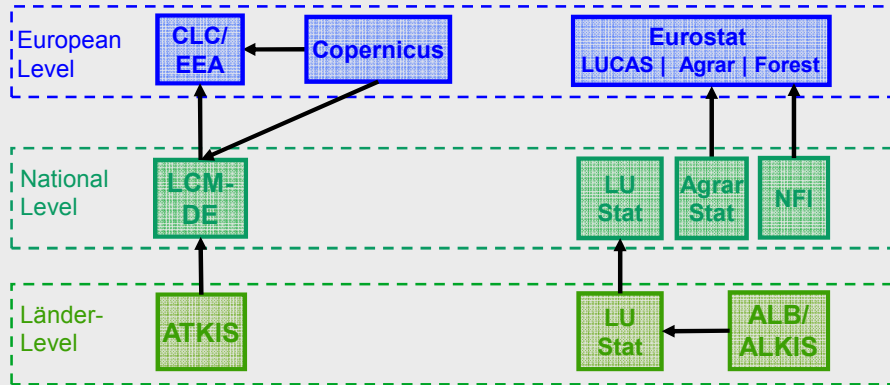 European
Level
CLC/
EEA
Copernicus
Eurostat
LUCAS | Agrar | Forest
National
Level
LCM-
DE
LU
Stat
Agrar
Stat
NFI
Länder-
Level
ATKIS
LU
Stat
ALB/
ALKIS